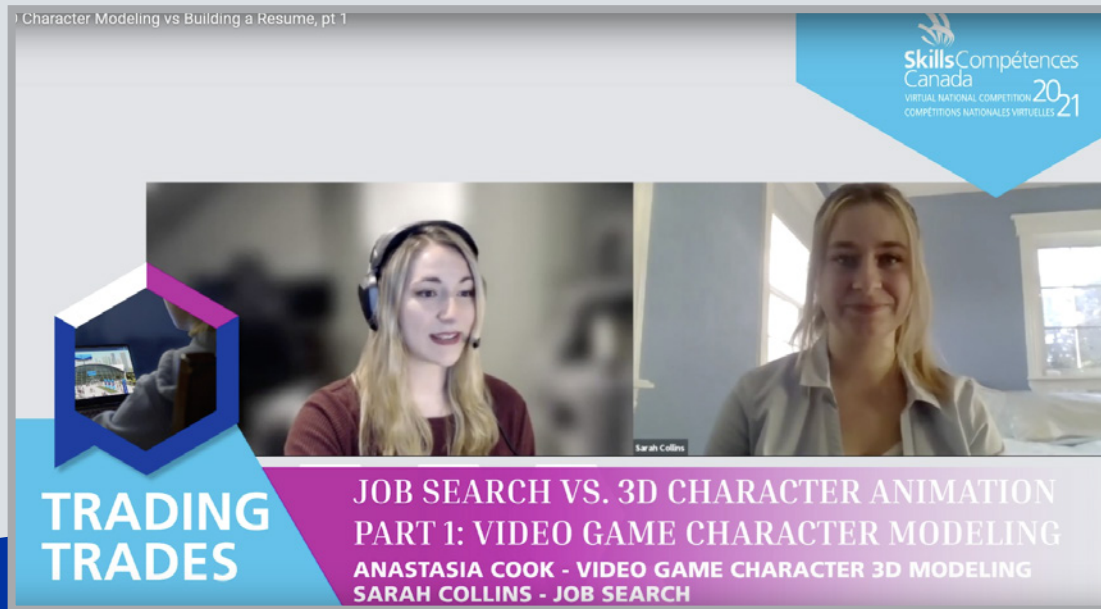 Character Modeling vs Building a Resume, pt 1
Skills Compétences
Canada
VIRTUAL NATIONAL COMPETITION 2021
COMPÉTITIONS NATIONALES VIRTUELLES
Sarah Collins
TRADING
TRADES
JOB SEARCH VS. 3D CHARACTER ANIMATION
PART 1: VIDEO GAME CHARACTER MODELING
ANASTASIA COOK - VIDEO GAME CHARACTER 3D MODELING
SARAH COLLINS - JOB SEARCH